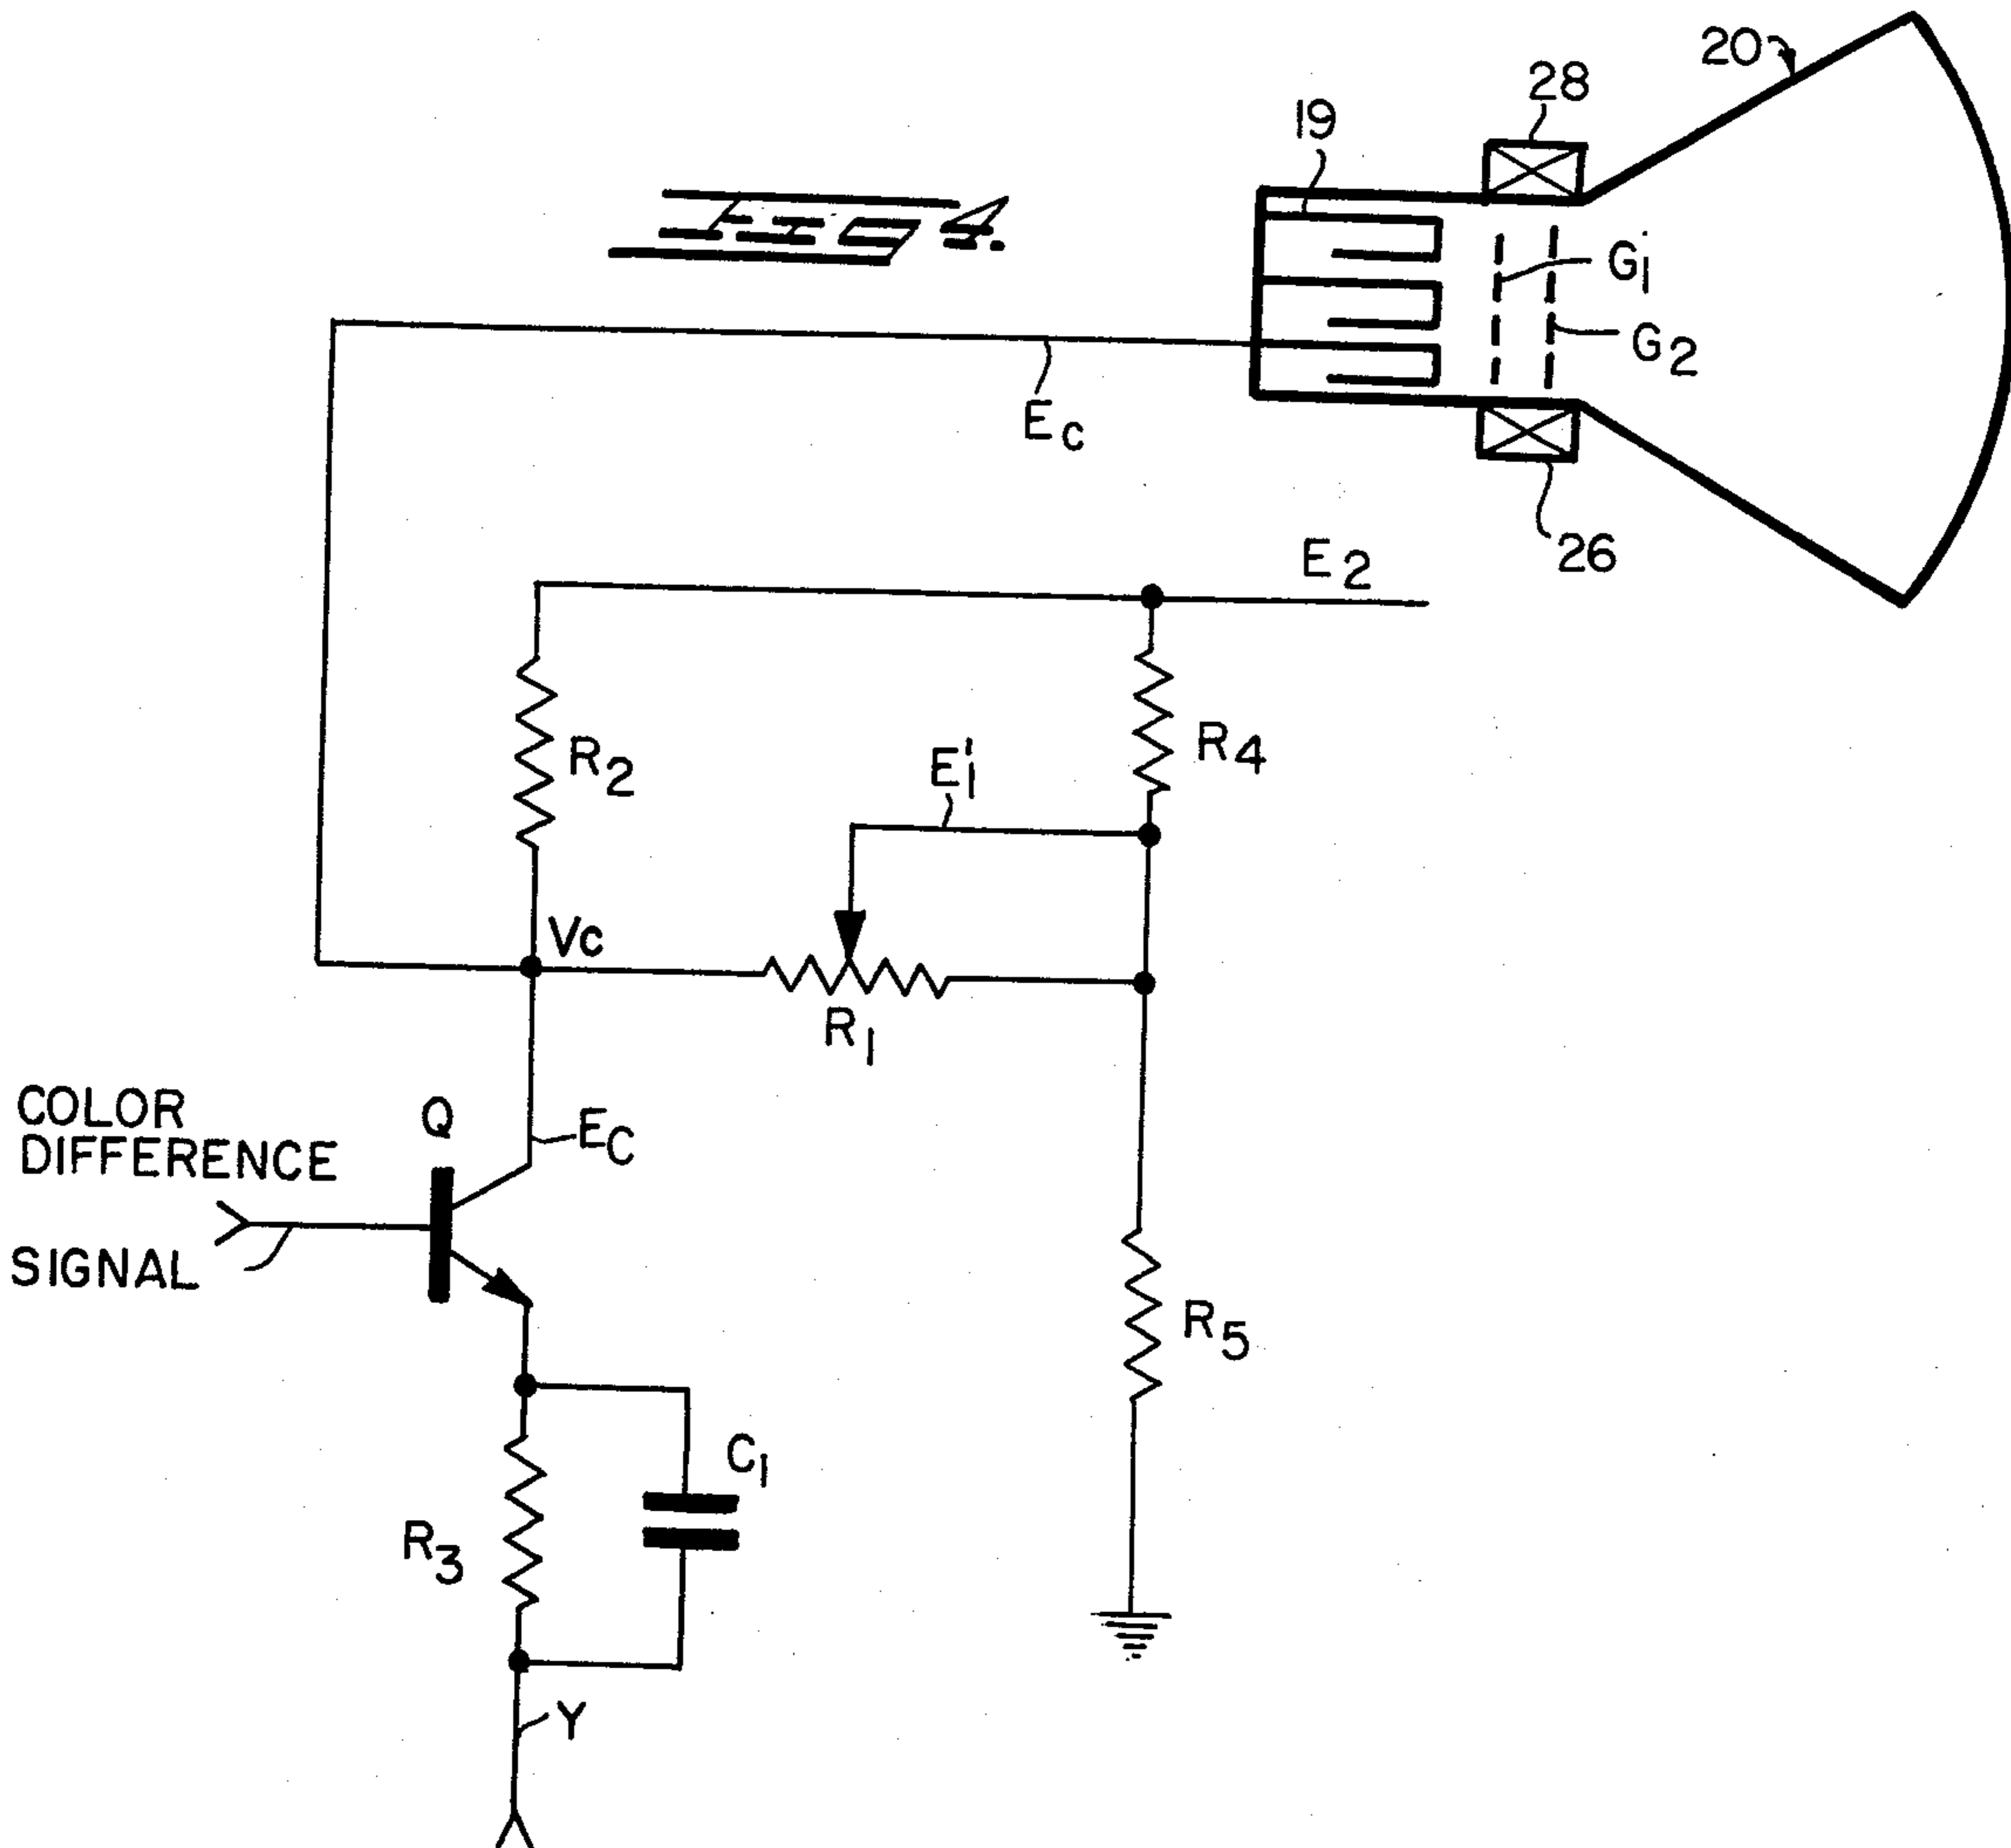 20
28
19
FIG 4.
G1
G2
Ec
26
E2
R2
R4
E'1
Vc
R1
COLOR
DIFFERENCE
SIGNAL
Q
EC
R5
C1
R3
Y